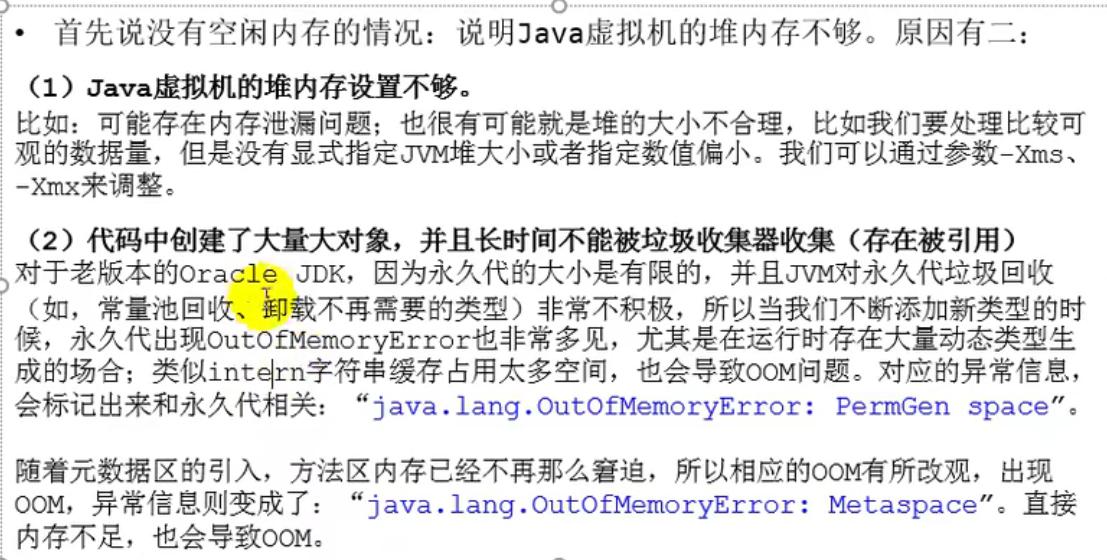 • 首先说没有空闲内存的情况：说明Java虚拟机的堆内存不够。原因有二：
（1）Java虚拟机的堆内存设置不够。
比如：可能存在内存泄漏问题；也很有可能就是堆的大小不合理，比如我们要处理比较可
观的数据量，但是没有显式指定JVM堆大小或者指定数值偏小。我们可以通过参数-Xms、
-Xmx来调整。
（2）代码中创建了大量大对象，并且长时间不能被垃圾收集器收集（存在被引用）
对于老版本的Oracle JDK，因为永久代的大小是有限的，并且JVM对永久代垃圾回收
（如，常量池回收、卸载不再需要的类型）非常不积极，所以当我们不断添加新类型的时
候，永久代出现OutOfMemoryError也非常多见，尤其是在运行时存在大量动态类型生
成的场合；类似intern字符串缓存占用太多空间，也会导致OOM问题。对应的异常信息，
会标记出来和永久代相关：“java.lang.OutOfMemoryError: PermGen space”。
随着元数据区的引入，方法区内存已经不再那么窘迫，所以相应的OOM有所改观，出现
OOM，异常信息则变成了：“java.lang.OutOfMemoryError: Metaspace”。直接
内存不足，也会导致OOM。